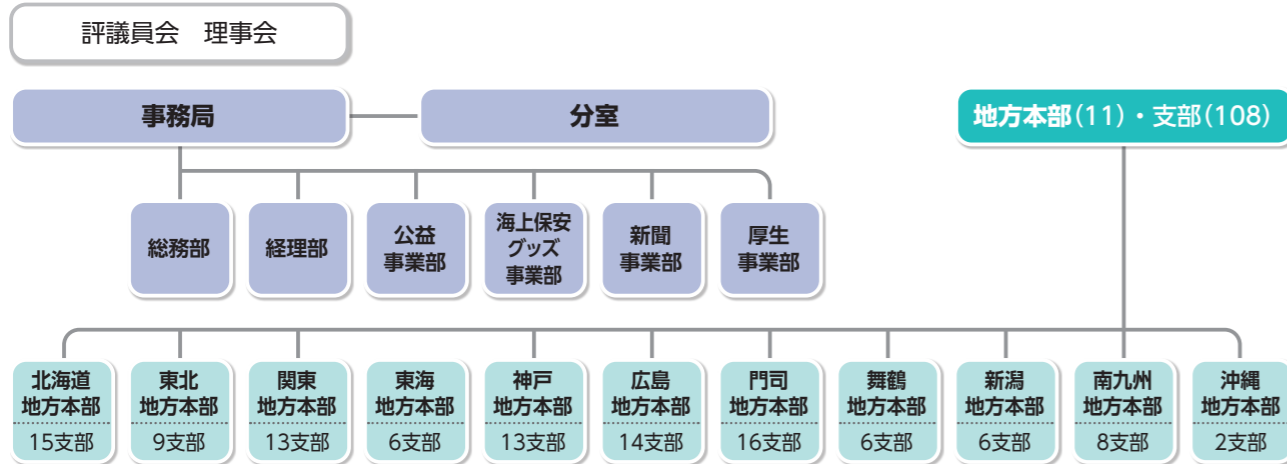 評議員会　理事会
事務局
分室
地方本部(11)・支部(108)
総務部
経理部
公益
事業部
海上保安
グッズ
事業部
新聞
事業部
厚生
事業部
北海道
地方本部
15支部
東北
地方本部
9支部
関東
地方本部
13支部
東海
地方本部
6支部
神戸
地方本部
13支部
広島
地方本部
14支部
門司
地方本部
16支部
舞鶴
地方本部
6支部
新潟
地方本部
6支部
南九州
地方本部
8支部
沖縄
地方本部
2支部